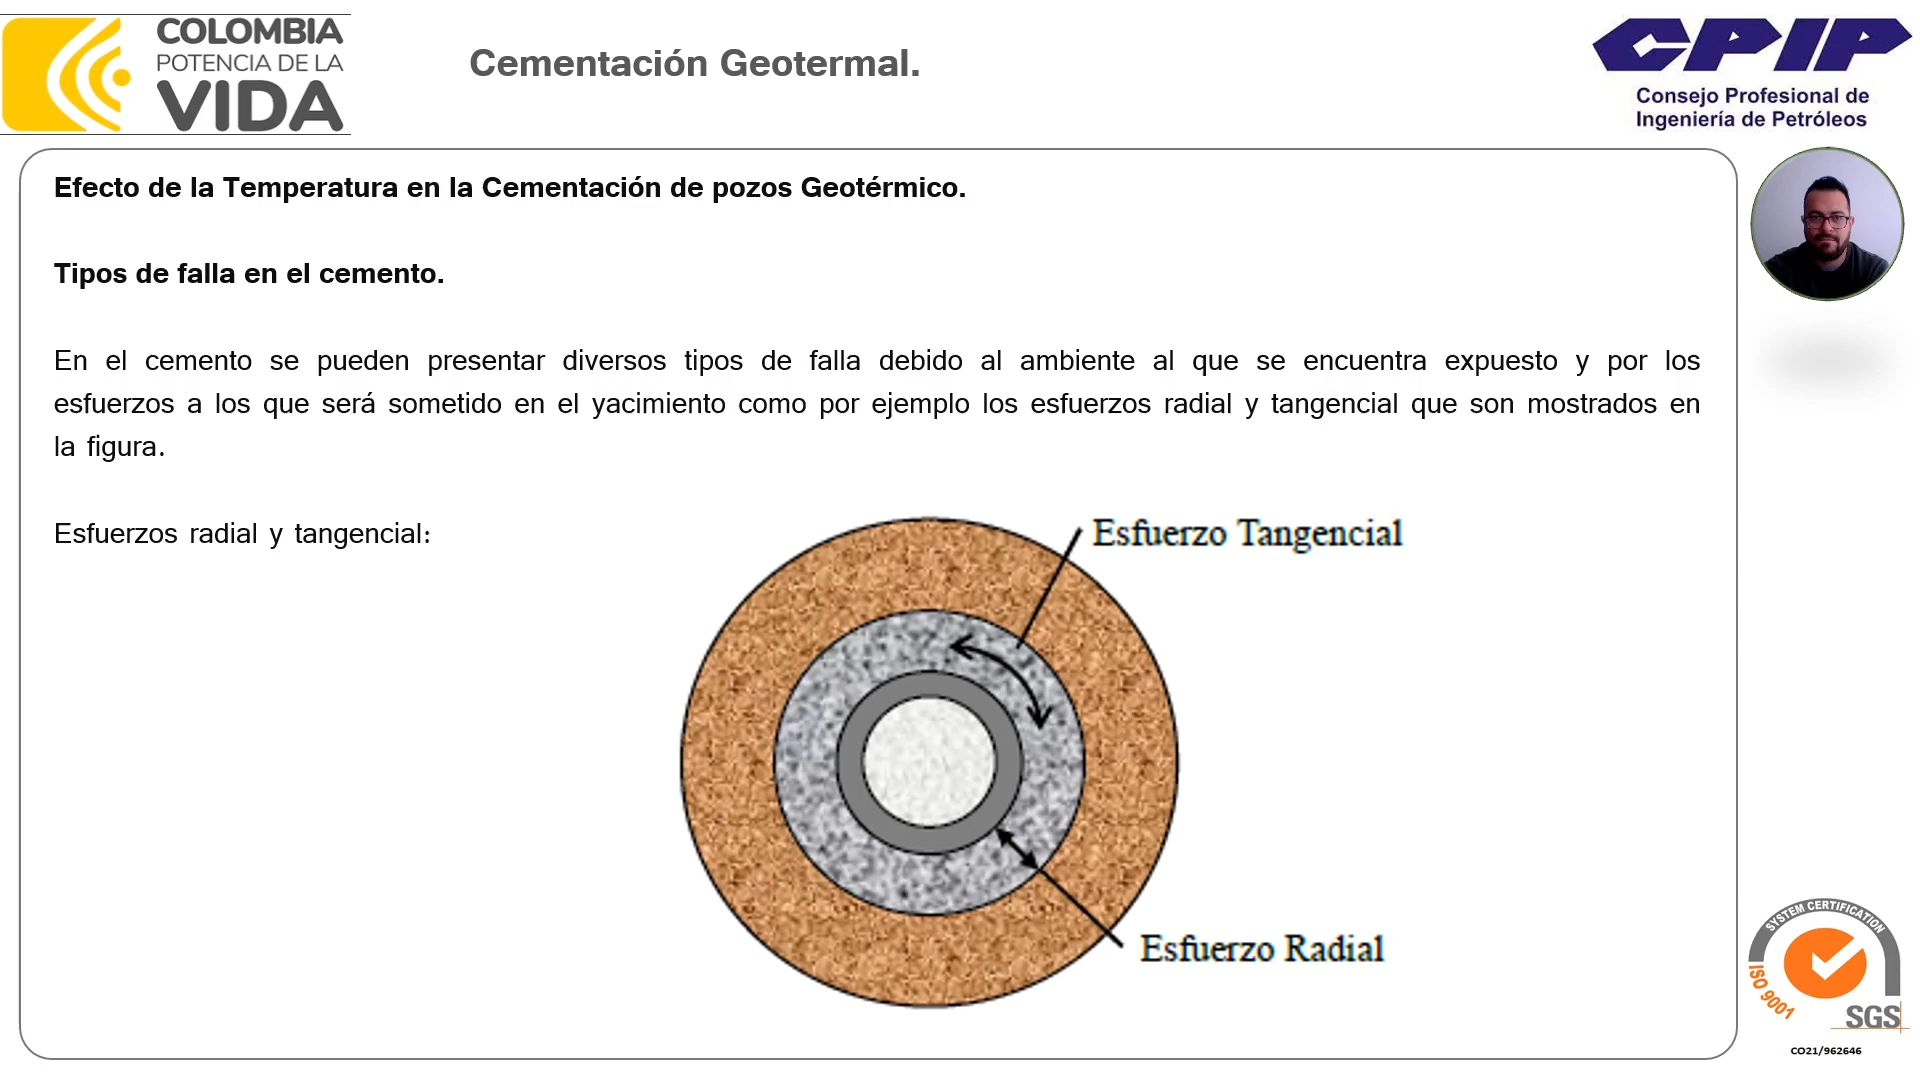 COLOMBIA
POTENCIA DE LA
VIDA
Cementación Geotermal.
CPIP
Consejo Profesional de
Ingeniería de Petróleos
Efecto de la Temperatura en la Cementación de pozos Geotérmico.
Tipos de falla en el cemento.
En el cemento se pueden presentar diversos tipos de falla debido al ambiente al que se encuentra expuesto y por los
esfuerzos a los que será sometido en el yacimiento como por ejemplo los esfuerzos radial y tangencial que son mostrados en
la figura.
Esfuerzos radial y tangencial:
Esfuerzo Tangencial
Esfuerzo Radial
SYSTEM CERTIFICATION
ISO 9001
SGS
CO21/962646